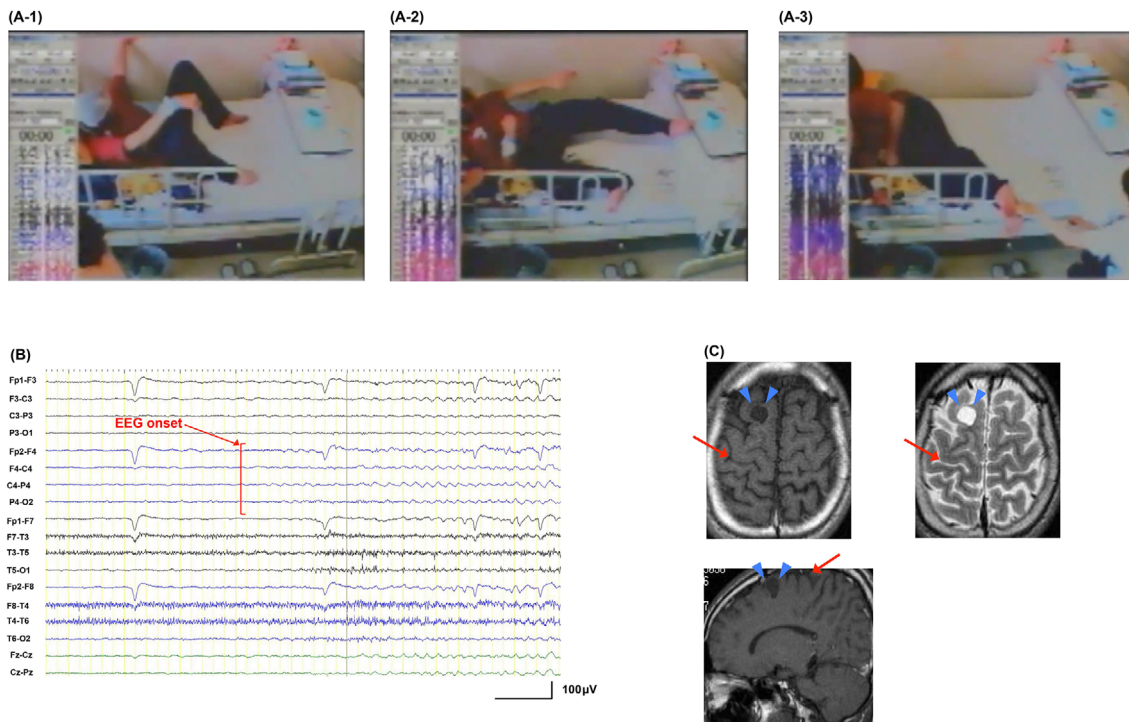 (A-1)
(A-2)
(A-3)
00:00
00:00
00:00
(B)
(C)
EEG onset
Fp1-F3
F3-C3
C3-P3
P3-O1
Fp2-F4
F4-C4
C4-P4
P4-O2
Fp1-F7
F7-T3
T3-T5
T5-O1
Fp2-F8
F8-T4
T4-T6
T6-O2
Fz-Cz
Cz-Pz
100μV